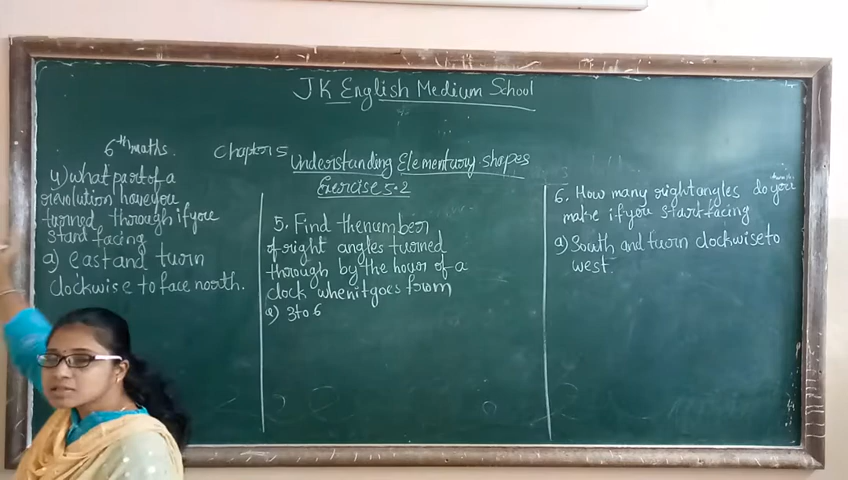 JK English Medium School
6th maths.
Chapter 5 Understanding Elementary shapes
Exercise 5.2
4) what part of a
revolution have you
turned through if you
stand facing
a) east and turn
clockwise to face north.
5. Find the number
of right angles turned
through by the hour of a
clock when it goes from
a) 3 to 6
6. How many right angles do you
make if you start facing
a) South and turn clockwise to
west.